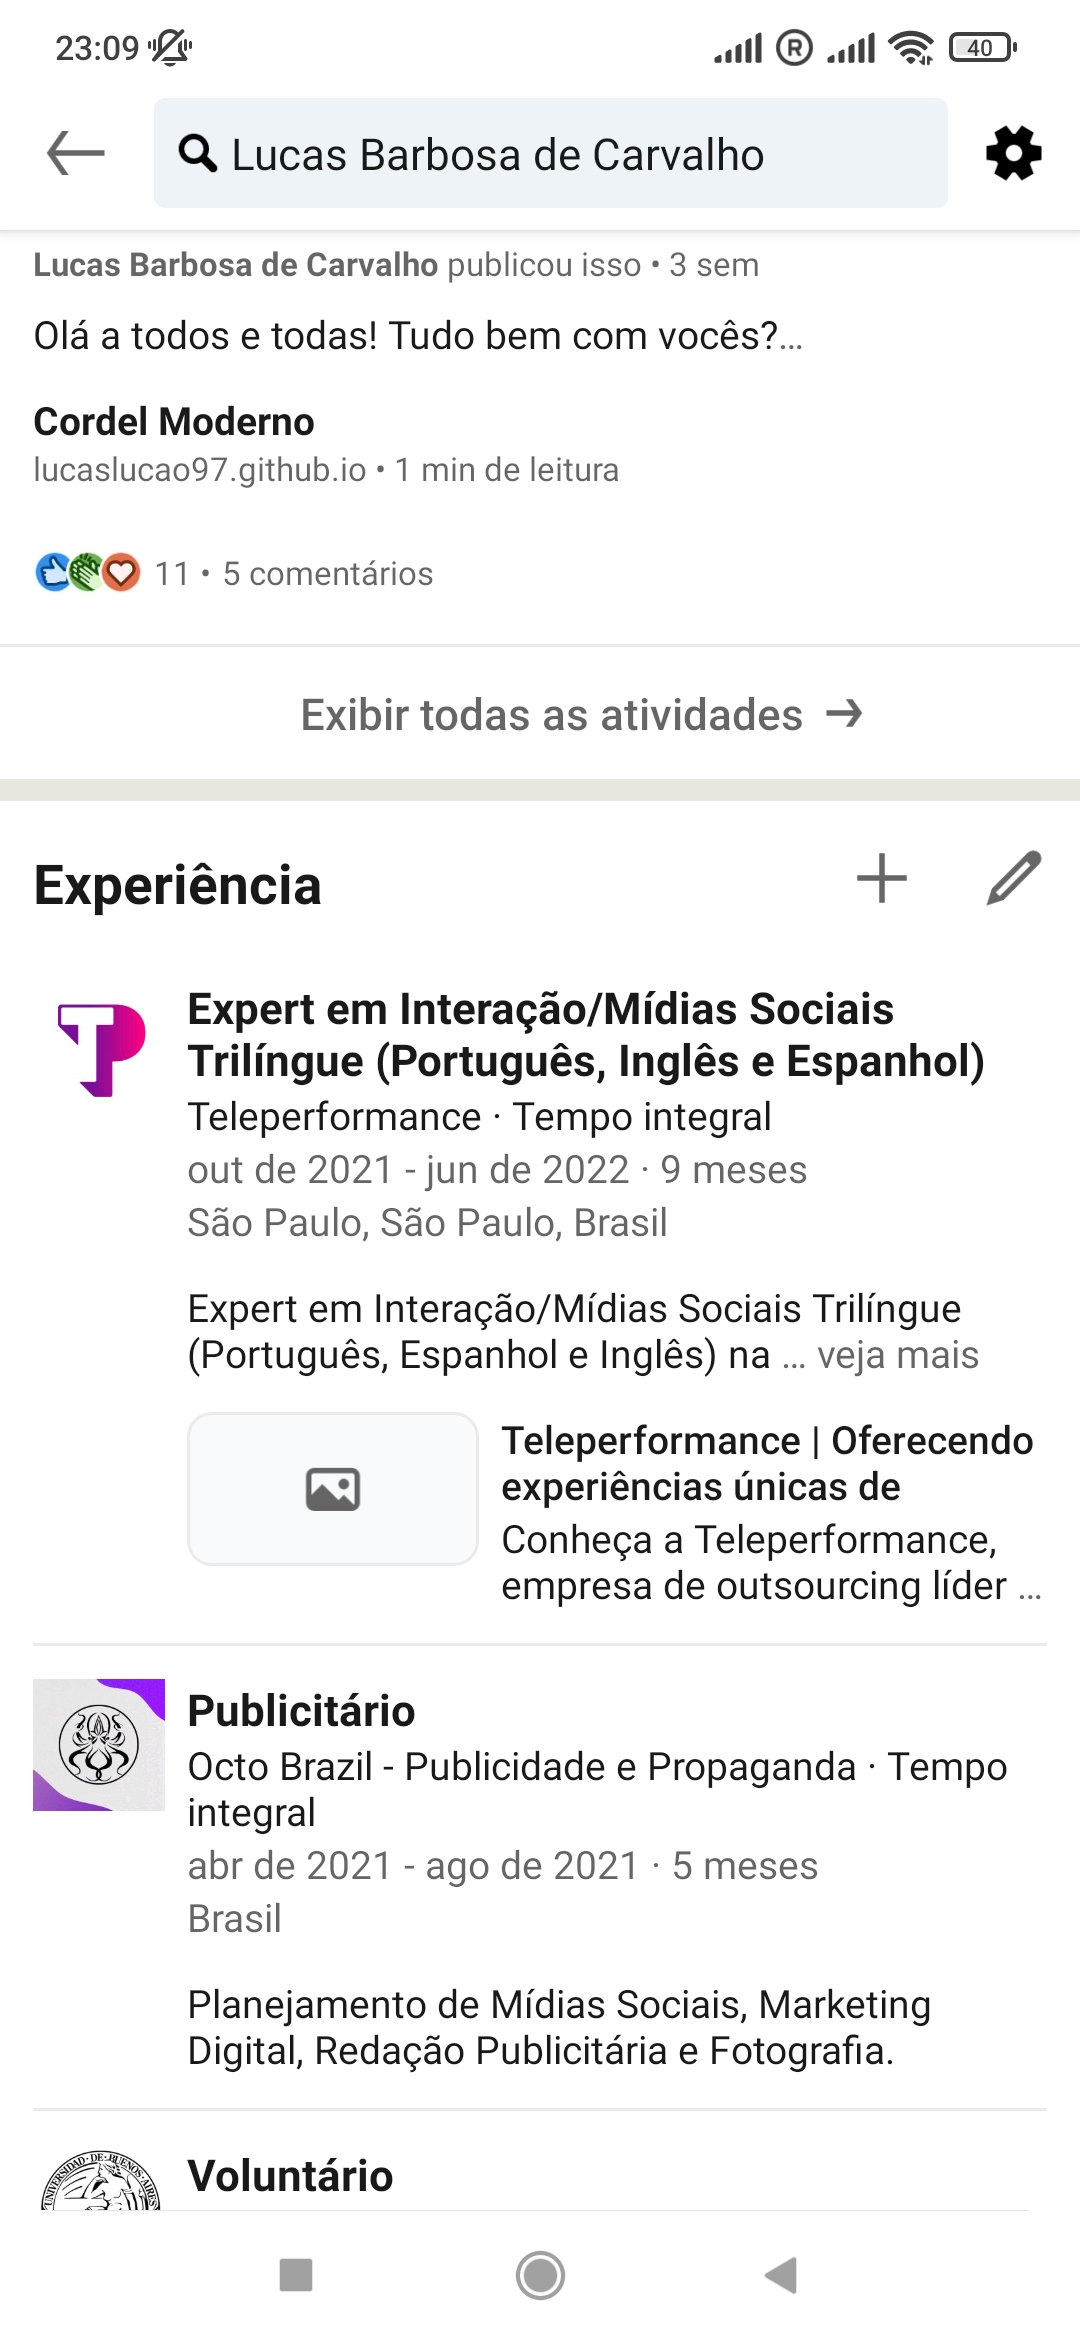 23:09
40
Lucas Barbosa de Carvalho
Lucas Barbosa de Carvalho publicou isso • 3 sem
Olá a todos e todas! Tudo bem com vocês?...
Cordel Moderno
lucaslucao97.github.io • 1 min de leitura
11 • 5 comentários
Exibir todas as atividades →
Experiência
Expert em Interação/Mídias Sociais
Trilíngue (Português, Inglês e Espanhol)
Teleperformance · Tempo integral
out de 2021 - jun de 2022 · 9 meses
São Paulo, São Paulo, Brasil
Expert em Interação/Mídias Sociais Trilíngue
(Português, Espanhol e Inglês) na ... veja mais
Teleperformance | Oferecendo
experiências únicas de
Conheça a Teleperformance,
empresa de outsourcing líder ...
Publicitário
Octo Brazil - Publicidade e Propaganda · Tempo
integral
abr de 2021 - ago de 2021 · 5 meses
Brasil
Planejamento de Mídias Sociais, Marketing
Digital, Redação Publicitária e Fotografia.
UNIVERSIDAD·DE·BUENOS·AIRES
Voluntário